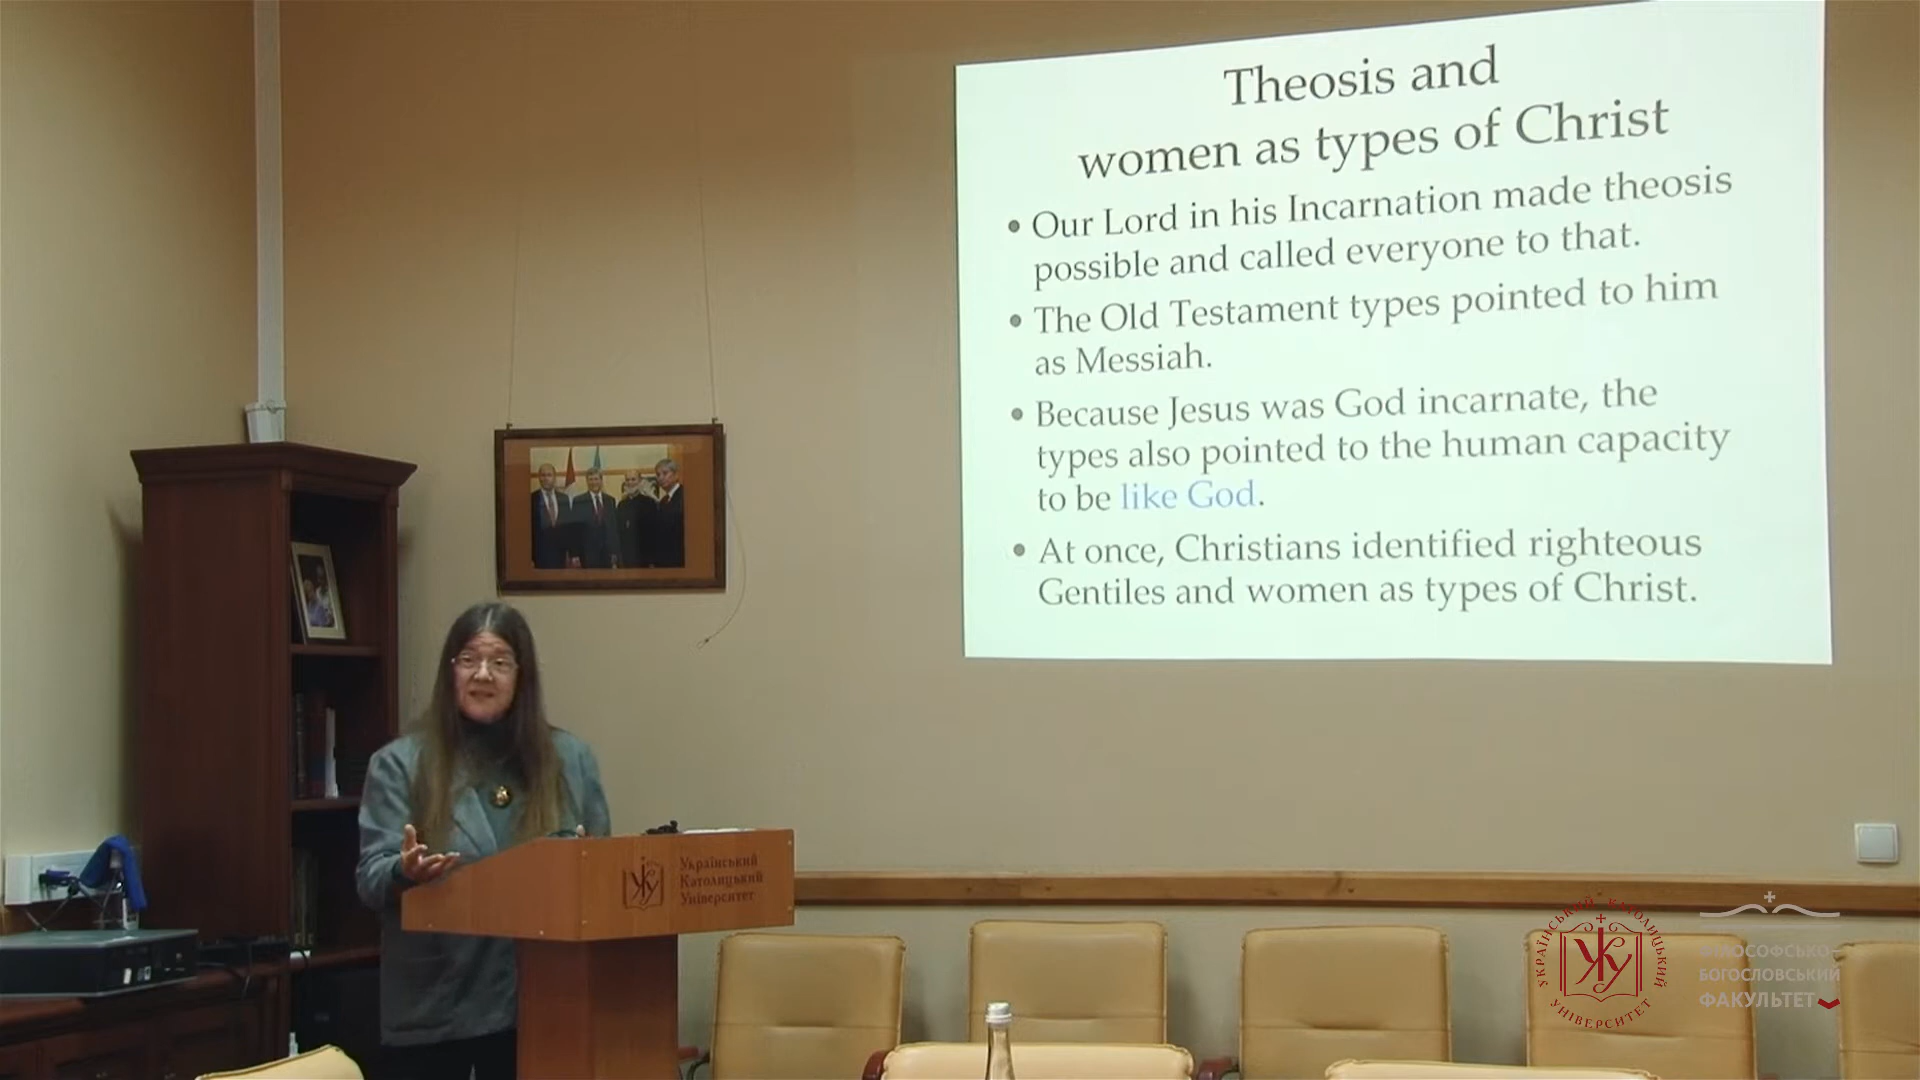 Theosis and
women as types of Christ
• Our Lord in his Incarnation made theosis
possible and called everyone to that.
• The Old Testament types pointed to him
as Messiah.
• Because Jesus was God incarnate, the
types also pointed to the human capacity
to be like God.
• At once, Christians identified righteous
Gentiles and women as types of Christ.
Український
Католицький
Університет
УКРАЇНСЬКИЙ КАТОЛИЦЬКИЙ
УНІВЕРСИТЕТ
ФІЛОСОФСЬКО-
БОГОСЛОВСЬКИЙ
ФАКУЛЬТЕТ